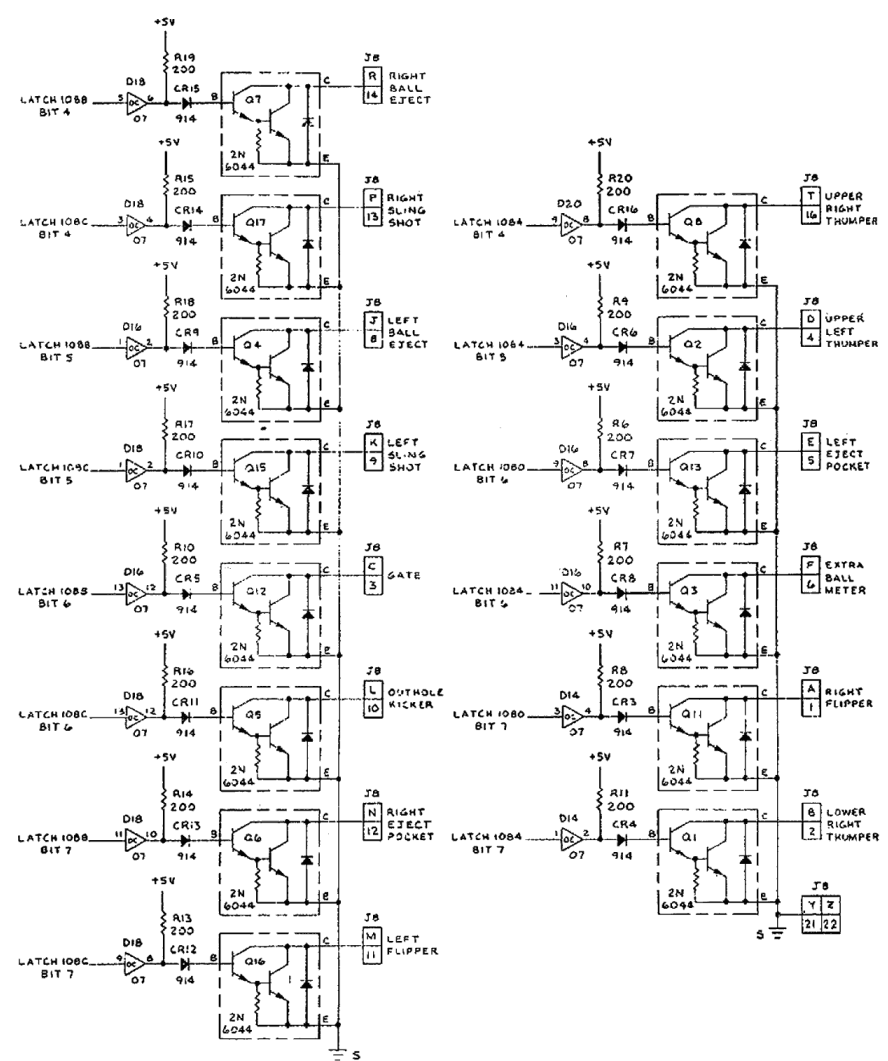 +5V
R19
200
D18
CR15
LATCH 1088
BIT 4
5
OC
6
07
914
B
Q7
2N
6044
C
E
J8
R
14
RIGHT
BALL
EJECT
+5V
R15
200
D18
CR14
LATCH 108C
BIT 4
3
OC
4
07
914
B
Q17
2N
6044
C
E
J8
P
13
RIGHT
SLING
SHOT
+5V
R18
200
D16
CR9
LATCH 1088
BIT 5
1
OC
2
07
914
B
Q4
2N
6044
C
E
J8
J
8
LEFT
BALL
EJECT
+5V
R17
200
D18
CR10
LATCH 108C
BIT 5
1
OC
2
07
914
B
Q15
2N
6044
C
E
J8
K
9
LEFT
SLING
SHOT
+5V
R10
200
D16
CR5
LATCH
BIT 6
13
OC
12
07
914
B
Q12
2N
6044
C
E
J8
C
3
GATE
+5V
R16
200
D18
CR11
LATCH 108C
BIT 6
13
OC
12
07
914
B
Q5
2N
6044
C
E
J8
L
10
OUTHOLE
KICKER
+5V
R14
200
D18
CR13
LATCH 1088
BIT 7
11
OC
10
07
914
B
Q6
2N
6044
C
E
J8
N
12
RIGHT
EJECT
POCKET
+5V
R13
200
D18
CR12
LATCH 108C
BIT 7
9
OC
8
07
914
B
Q16
2N
6044
C
E
J8
M
11
LEFT
FLIPPER
S
+5V
R20
200
D20
CR16
LATCH 1084
BIT 4
9
OC
8
07
914
B
Q8
2N
6044
C
E
J8
T
16
UPPER
RIGHT
THUMPER
+5V
R9
200
D16
CR6
LATCH 1084
BIT 5
3
OC
4
07
914
B
Q2
2N
6044
C
E
J8
D
4
UPPER
LEFT
THUMPER
+5V
R6
200
D16
CR7
LATCH 1080
BIT 6
9
OC
8
07
914
B
Q13
2N
6044
C
E
J8
E
5
LEFT
EJECT
POCKET
+5V
R7
200
D16
CR8
LATCH 1084
BIT 6
11
OC
10
07
914
B
Q3
2N
6044
C
E
J8
F
6
EXTRA
BALL
METER
+5V
R8
200
D14
CR3
LATCH 1080
BIT 7
3
OC
4
07
914
B
Q11
2N
6044
C
E
J8
A
1
RIGHT
FLIPPER
+5V
R11
200
D14
CR4
LATCH 1084
BIT 7
1
OC
2
07
914
B
Q1
2N
6044
C
E
J8
B
2
LOWER
RIGHT
THUMPER
J8
Y Z
21 22
S